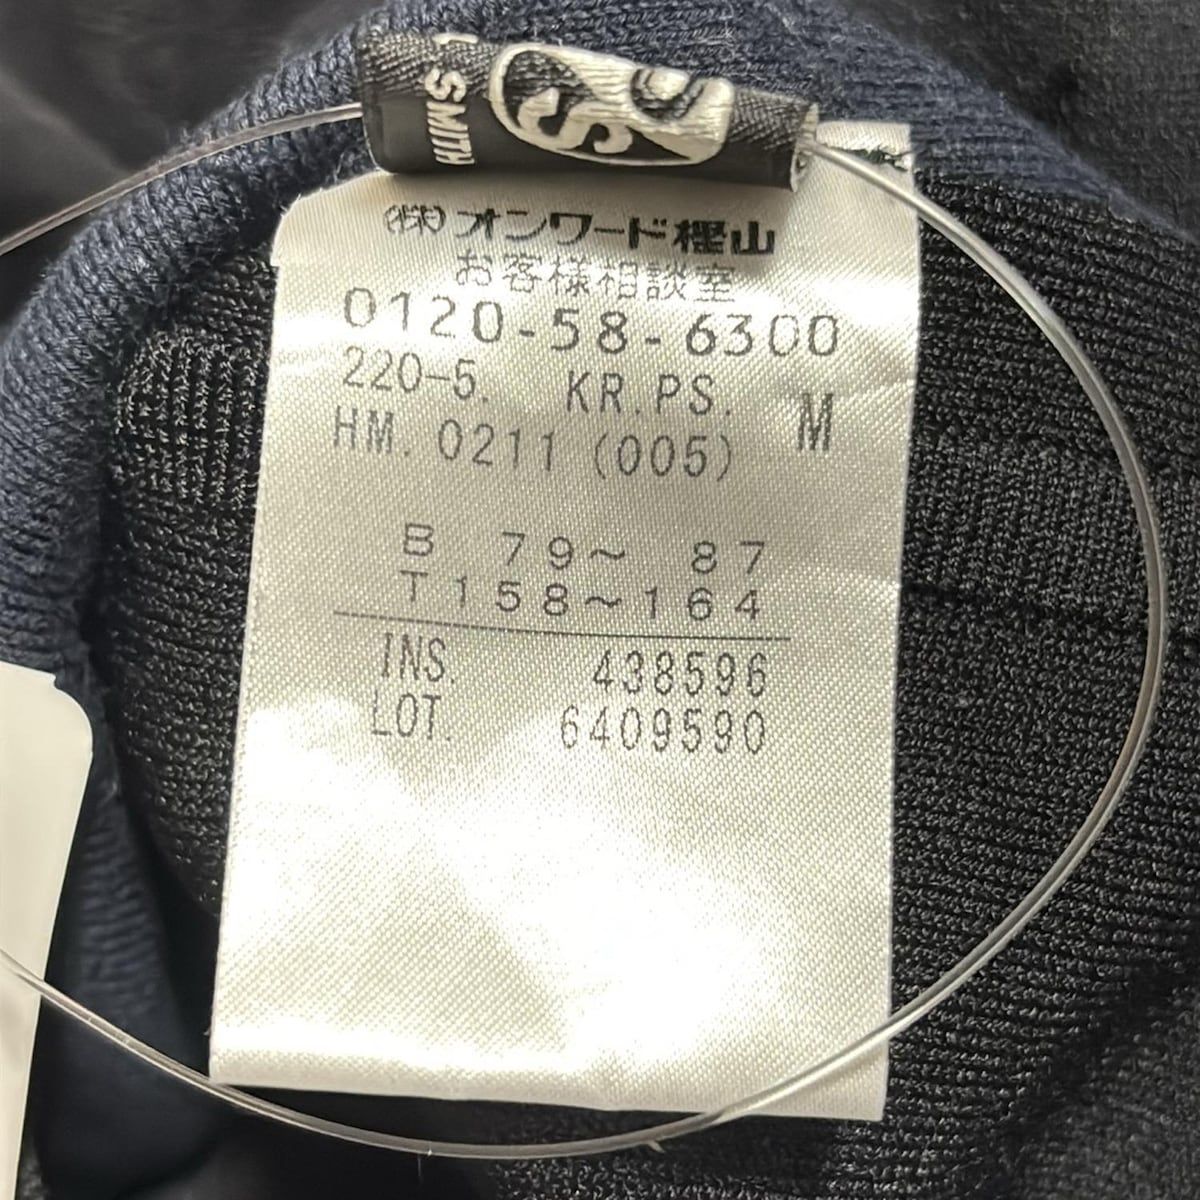 SMITH
㈱オンワード樫山
お客様相談室
0120-58-6300
220-5. KR.PS. M
HM. 0211 (005)
B 79~ 87
T158~164
INS. 438596
LOT. 6409590